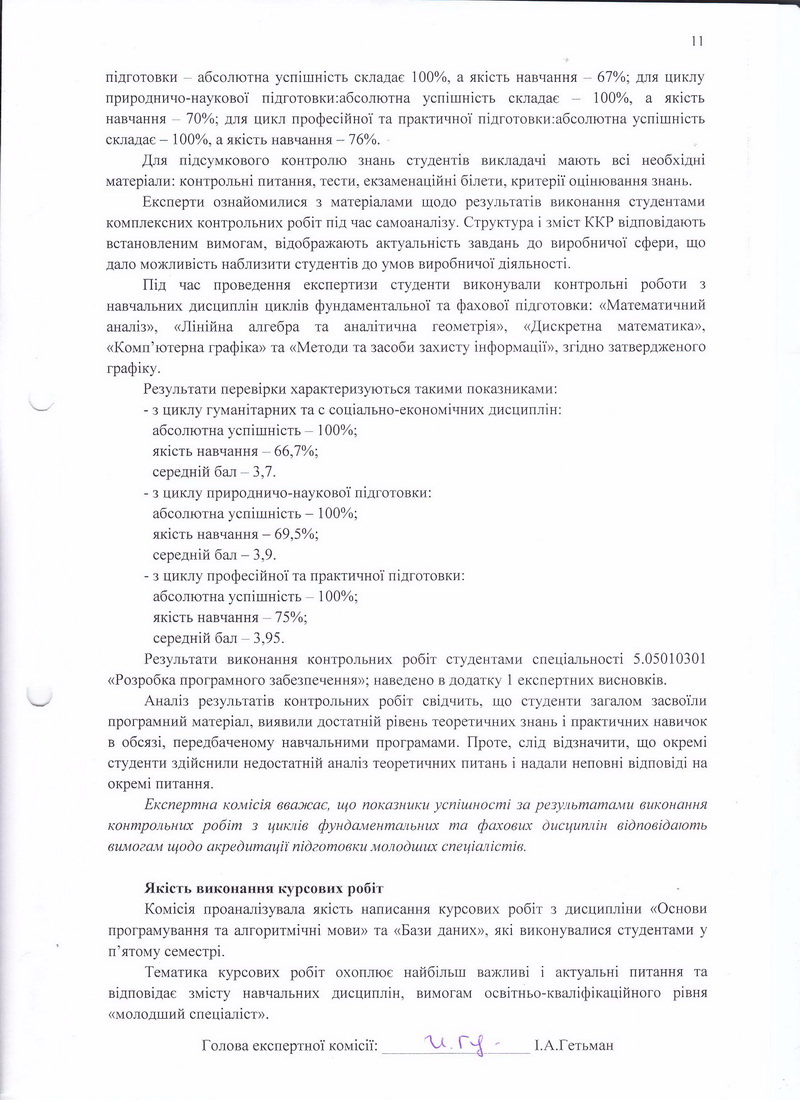 11
підготовки – абсолютна успішність складає 100%, а якість навчання – 67%; для циклу
природничо-наукової підготовки:абсолютна успішність складає – 100%, а якість
навчання – 70%; для цикл професійної та практичної підготовки:абсолютна успішність
складає – 100%, а якість навчання – 76%.
Для підсумкового контролю знань студентів викладачі мають всі необхідні
матеріали: контрольні питання, тести, екзаменаційні білети, критерії оцінювання знань.
Експерти ознайомилися з матеріалами щодо результатів виконання студентами
комплексних контрольних робіт під час самоаналізу. Структура і зміст ККР відповідають
встановленим вимогам, відображають актуальність завдань до виробничої сфери, що
дало можливість наблизити студентів до умов виробничої діяльності.
Під час проведення експертизи студенти виконували контрольні роботи з
навчальних дисциплін циклів фундаментальної та фахової підготовки: «Математичний
аналіз», «Лінійна алгебра та аналітична геометрія», «Дискретна математика»,
«Комп’ютерна графіка» та «Методи та засоби захисту інформації», згідно затвердженого
графіку.
Результати перевірки характеризуються такими показниками:
- з циклу гуманітарних та с соціально-економічних дисциплін:
абсолютна успішність – 100%;
якість навчання – 66,7%;
середній бал – 3,7.
- з циклу природничо-наукової підготовки:
абсолютна успішність – 100%;
якість навчання – 69,5%;
середній бал – 3,9.
- з циклу професійної та практичної підготовки:
абсолютна успішність – 100%;
якість навчання – 75%;
середній бал – 3,95.
Результати виконання контрольних робіт студентами спеціальності 5.05010301
«Розробка програмного забезпечення»; наведено в додатку 1 експертних висновків.
Аналіз результатів контрольних робіт свідчить, що студенти загалом засвоїли
програмний матеріал, виявили достатній рівень теоретичних знань і практичних навичок
в обсязі, передбаченому навчальними програмами. Проте, слід відзначити, що окремі
студенти здійснили недостатній аналіз теоретичних питань і надали неповні відповіді на
окремі питання.
Експертна комісія вважає, що показники успішності за результатами виконання
контрольних робіт з циклів фундаментальних та фахових дисциплін відповідають
вимогам щодо акредитації підготовки молодших спеціалістів.
Якість виконання курсових робіт
Комісія проаналізувала якість написання курсових робіт з дисципліни «Основи
програмування та алгоритмічні мови» та «Бази даних», які виконувалися студентами у
п’ятому семестрі.
Тематика курсових робіт охоплює найбільш важливі і актуальні питання та
відповідає змісту навчальних дисциплін, вимогам освітньо-кваліфікаційного рівня
«молодший спеціаліст».
Голова експертної комісії: І.А.Гетьман